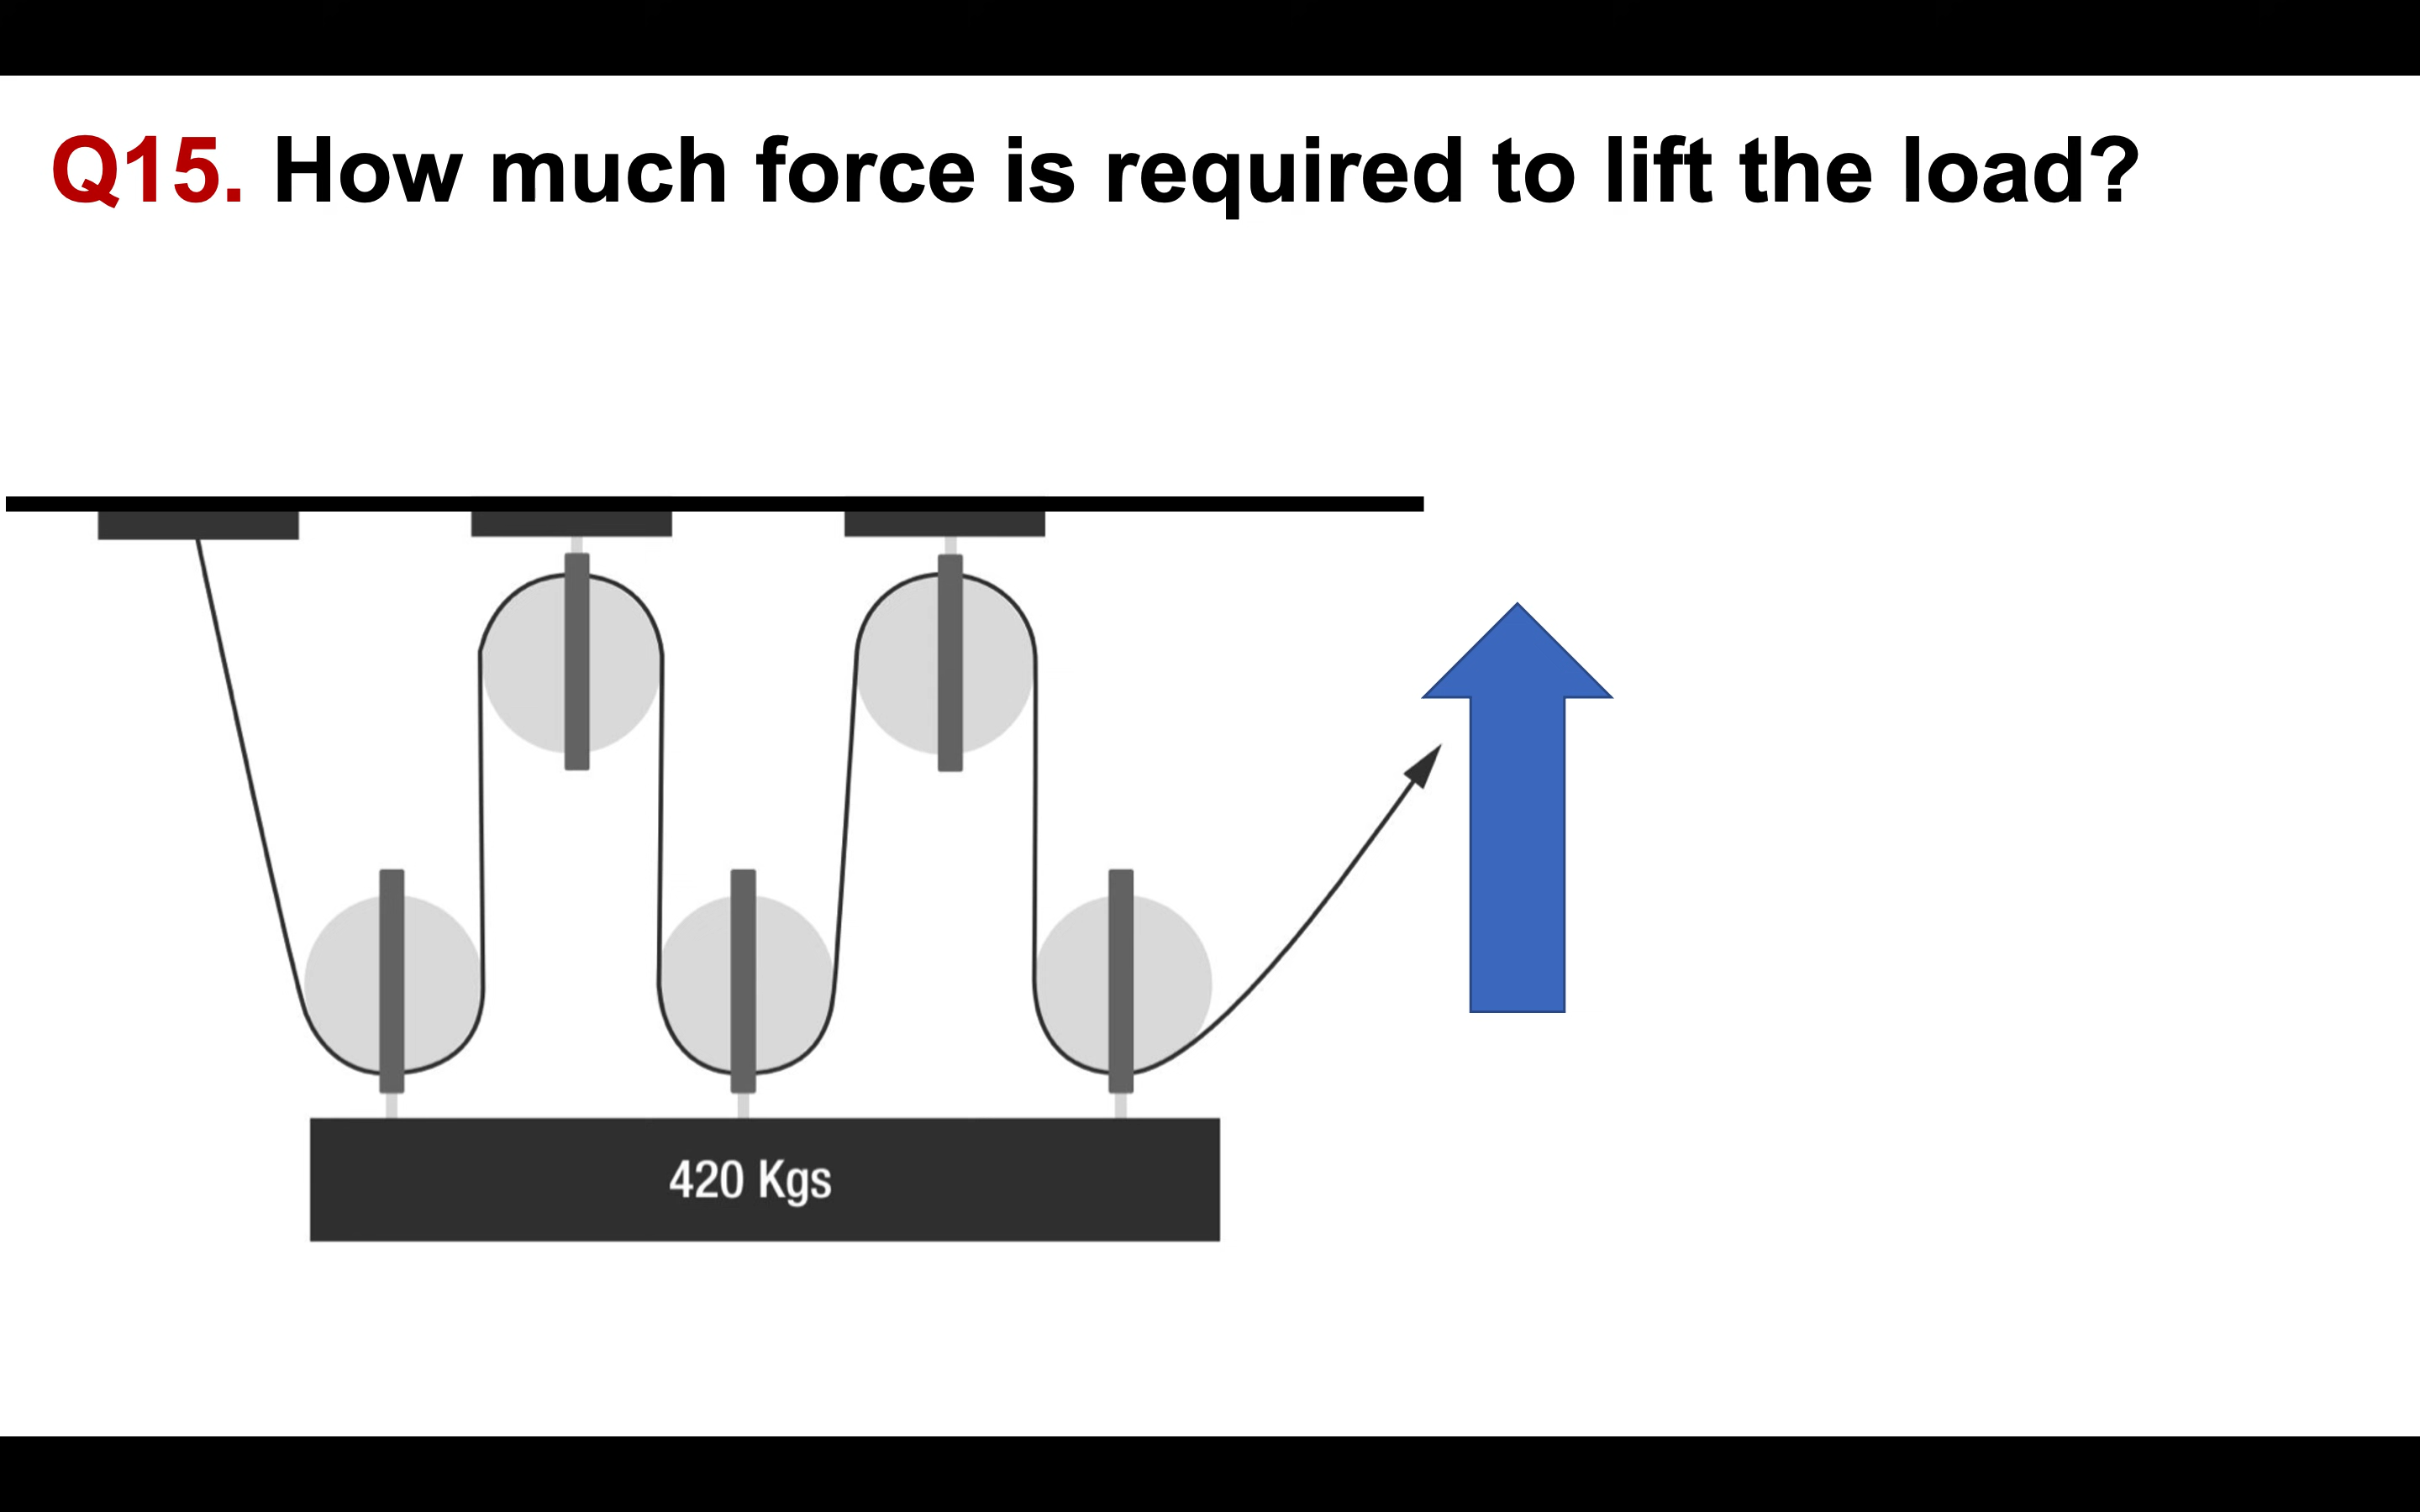 Q15. How much force is required to lift the load?
420 Kgs